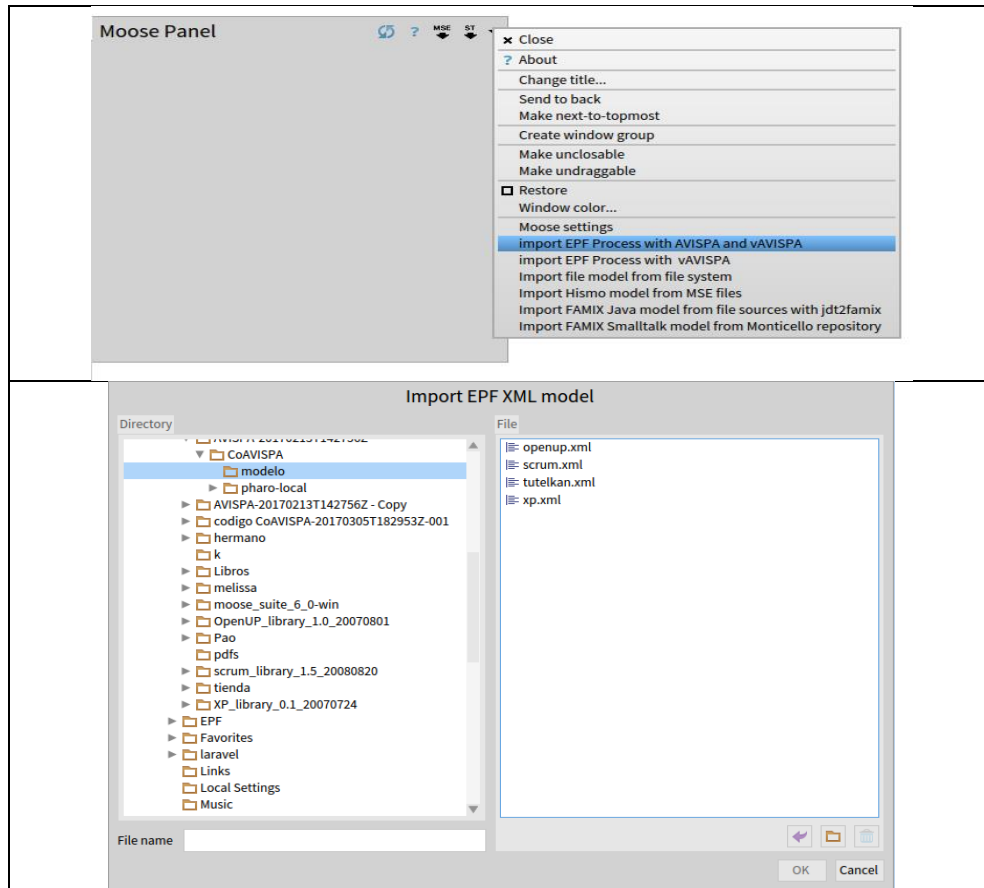 Moose Panel
? MSE ST
Close
? About
Change title...
Send to back
Make next-to-topmost
Create window group
Make unclosable
Make undraggable
Restore
Window color...
Moose settings
import EPF Process with AVISPA and vAVISPA
import EPF Process with vAVISPA
Import file model from file system
Import Hismo model from MSE files
Import FAMIX Java model from file sources with jdt2famix
Import FAMIX Smalltalk model from Monticello repository
Import EPF XML model
Directory
CoAVISPA
modelo
pharo-local
AVISPA-20170213T142756Z - Copy
codigo CoAVISPA-20170305T182953Z-001
hermano
k
Libros
melissa
moose_suite_6_0-win
OpenUP_library_1.0_20070801
Pao
pdfs
scrum_library_1.5_20080820
tienda
XP_library_0.1_20070724
EPF
Favorites
laravel
Links
Local Settings
Music
File
openup.xml
scrum.xml
tutelkan.xml
xp.xml
File name
OK Cancel